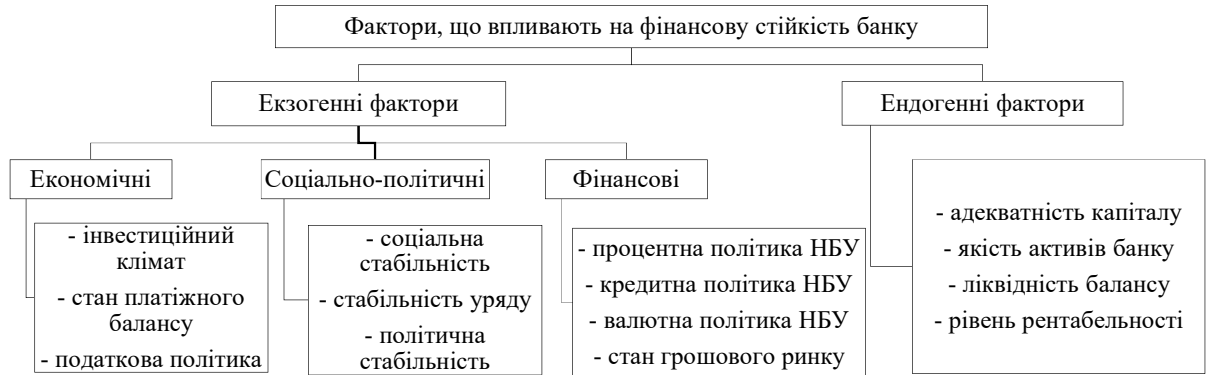 Фактори, що впливають на фінансову стійкість банку
Екзогенні фактори
Ендогенні фактори
Економічні
Соціально-політичні
Фінансові
- інвестиційний
клімат
- стан платіжного
балансу
- податкова політика
- соціальна
стабільність
- стабільність уряду
- політична
стабільність
- процентна політика НБУ
- кредитна політика НБУ
- валютна політика НБУ
- стан грошового ринку
- адекватність капіталу
- якість активів банку
- ліквідність балансу
- рівень рентабельності